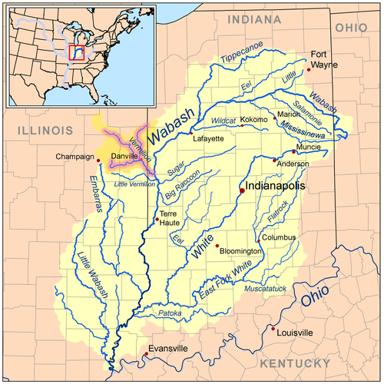 INDIANA
OHIO
Fort
Wayne
Tippecanoe
Eel
Little
Wabash
Wabash
Salamonie
Marion
Mississinewa
Wildcat
Kokomo
Lafayette
Muncie
Anderson
ILLINOIS
Vermilion
Champaign
Danville
Little Vermilion
Sugar
Big Raccoon
Indianapolis
Embarras
Terre
Haute
Eel
White
Flatrock
Columbus
Bloomington
Little Wabash
East Fork White
Muscatatuck
Patoka
Ohio
Louisville
Evansville
KENTUCKY